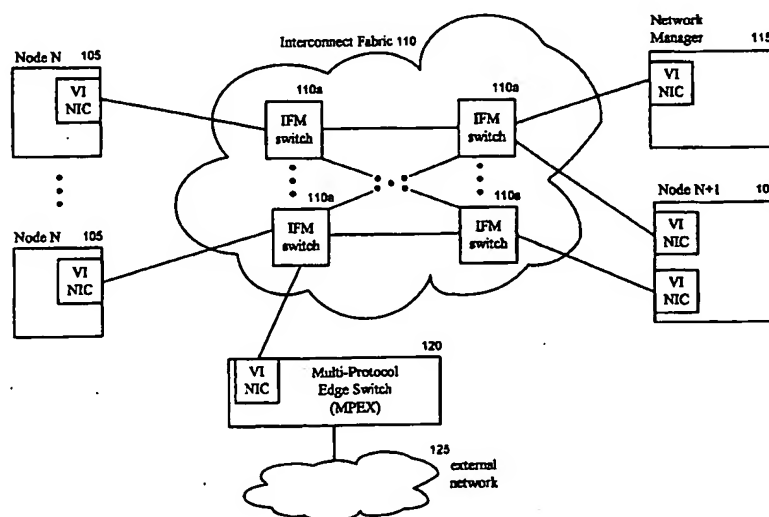 Node N 105
VI
NIC
Interconnect Fabric 110
Network
Manager 115
VI
NIC
110a
IFM
switch
110a
IFM
switch
Node N 105
VI
NIC
110a
IFM
switch
110a
IFM
switch
Node N+1
VI
NIC
VI
NIC
120
VI
NIC
Multi-Protocol
Edge Switch
(MPEX)
125
external
network